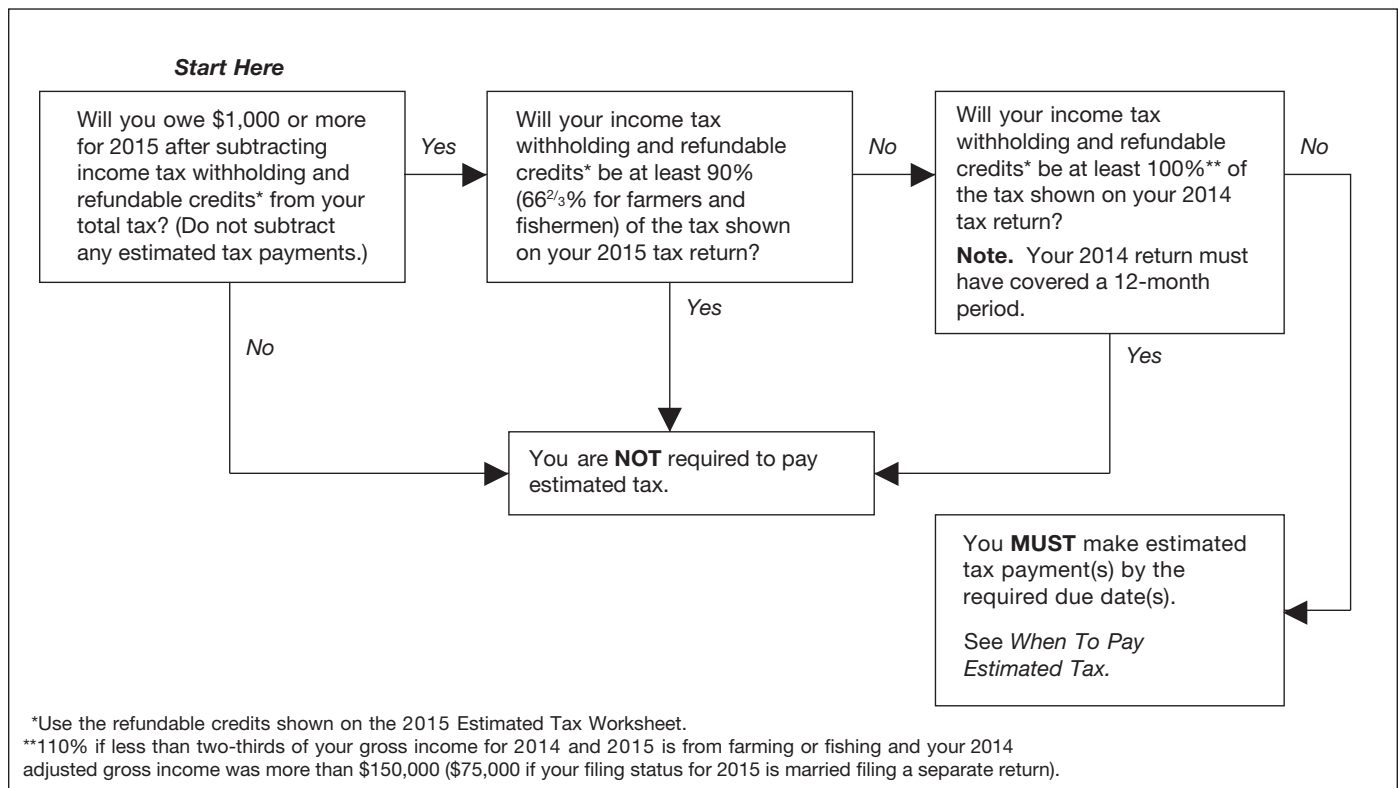 Start Here
Will you owe $1,000 or more
for 2015 after subtracting
income tax withholding and
refundable credits* from your
total tax? (Do not subtract
any estimated tax payments.)
Yes
Will your income tax
withholding and refundable
credits* be at least 90%
(66 2/3% for farmers and
fishermen) of the tax shown
on your 2015 tax return?
No
Will your income tax
withholding and refundable
credits* be at least 100%** of
the tax shown on your 2014
tax return?
Note. Your 2014 return must
have covered a 12-month
period.
No
No
Yes
Yes
You are NOT required to pay
estimated tax.
You MUST make estimated
tax payment(s) by the
required due date(s).
See When To Pay
Estimated Tax.
*Use the refundable credits shown on the 2015 Estimated Tax Worksheet.
**110% if less than two-thirds of your gross income for 2014 and 2015 is from farming or fishing and your 2014
adjusted gross income was more than $150,000 ($75,000 if your filing status for 2015 is married filing a separate return).